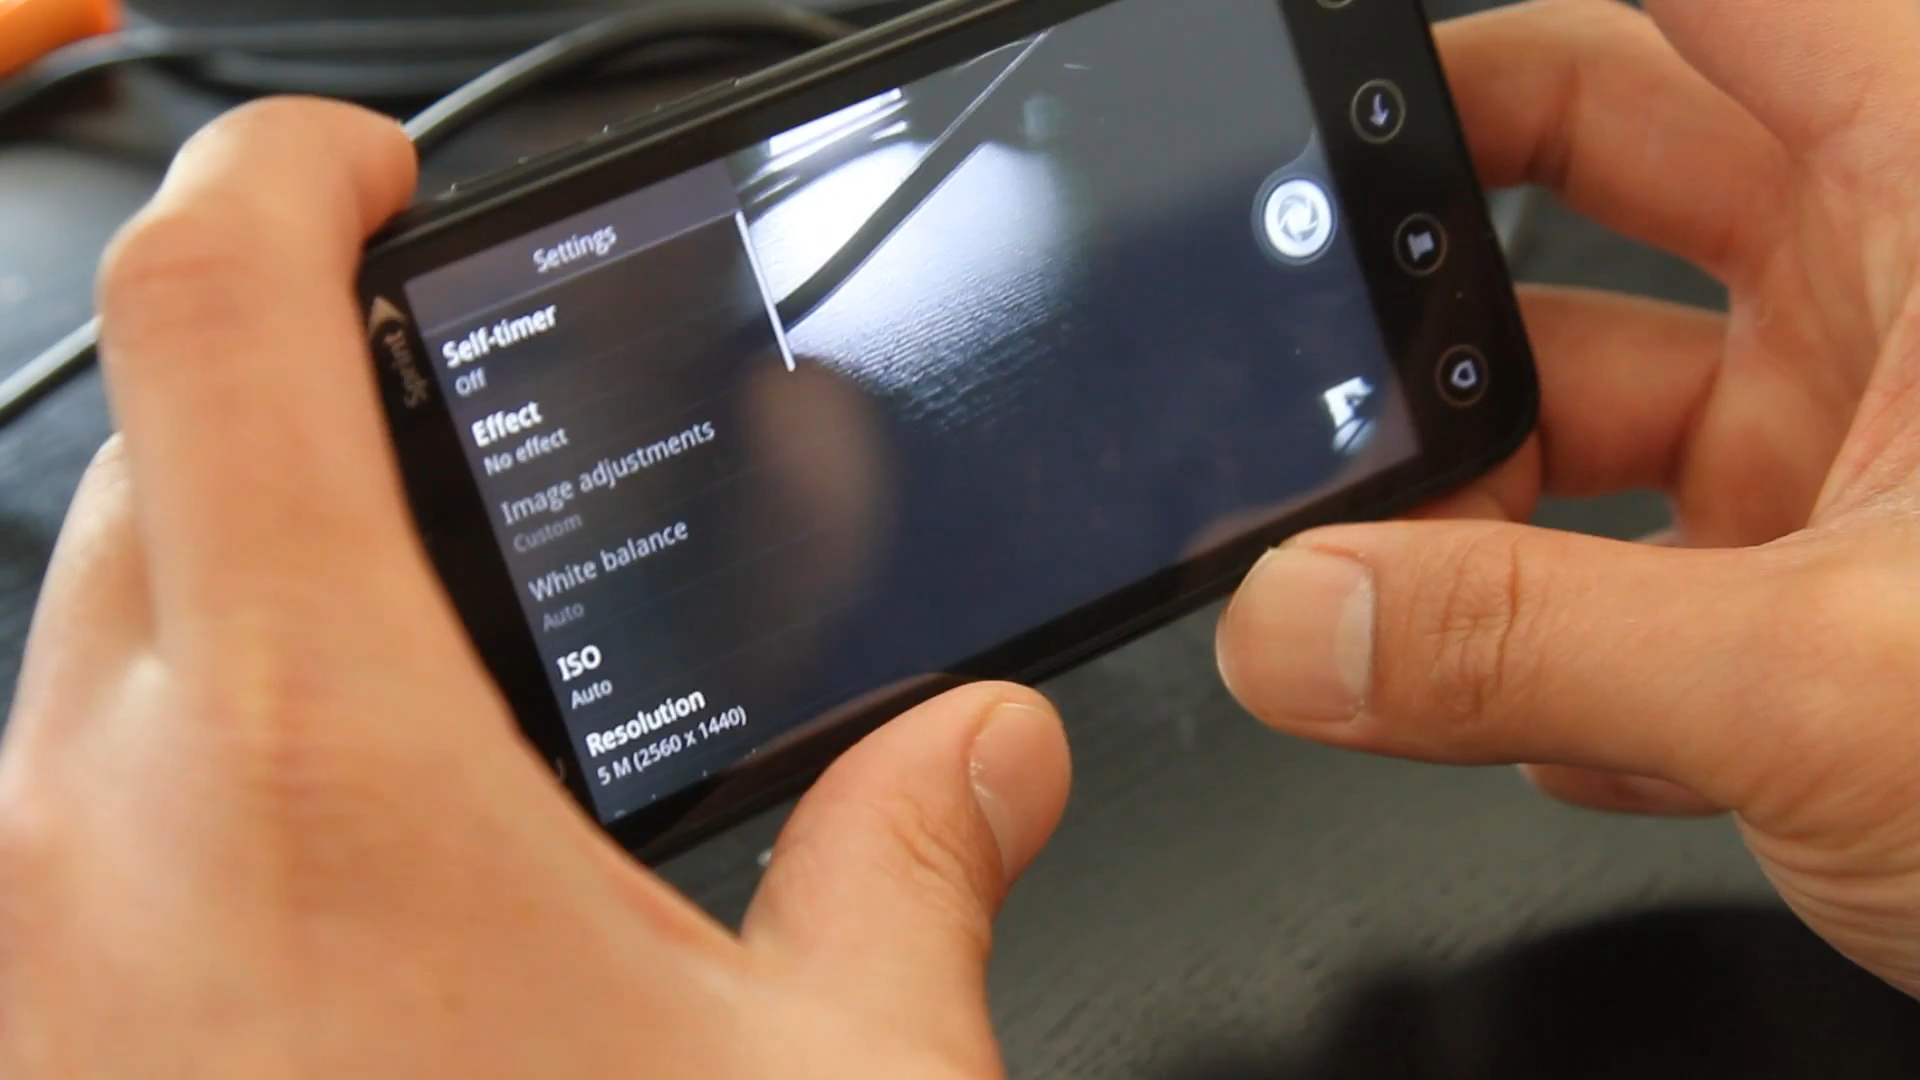 Settings
Self-timer
Off
Effect
No effect
Image adjustments
Custom
White balance
Auto
ISO
Auto
Resolution
5 M (2560 x 1440)
Sprint